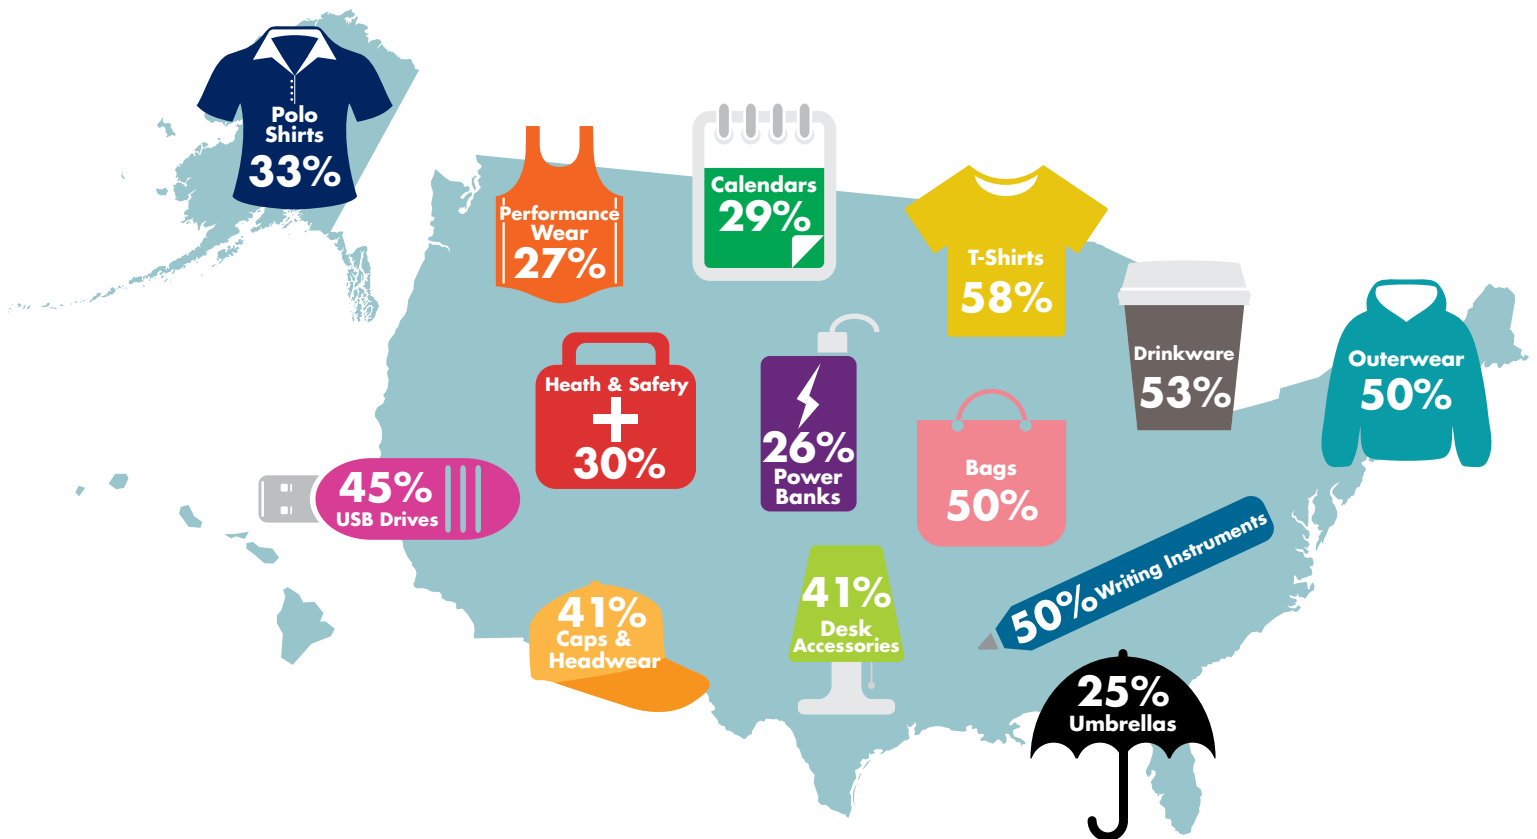 Polo
Shirts
33%
Performance
Wear
27%
Calendars
29%
T-Shirts
58%
Drinkware
53%
Outerwear
50%
Heath & Safety
30%
26%
Power
Banks
Bags
50%
45%
USB Drives
41%
Caps &
Headwear
41%
Desk
Accessories
50% Writing Instruments
25%
Umbrellas